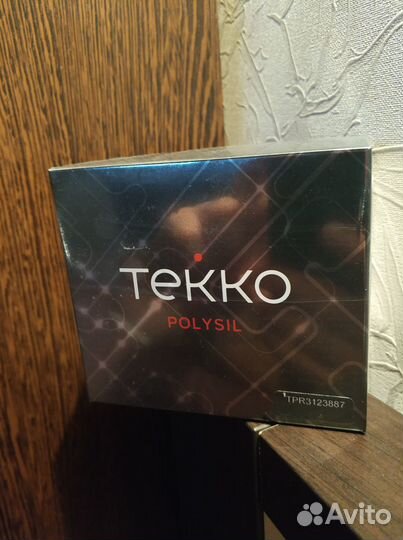 TEKKO
POLYSIL
TPR3123887
Avito